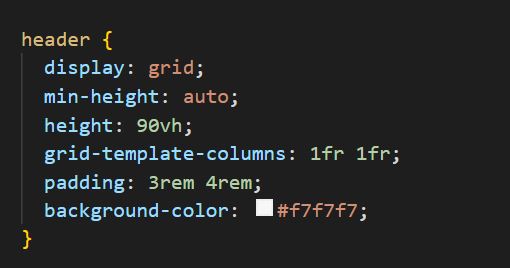 header {
  display: grid;
  min-height: auto;
  height: 90vh;
  grid-template-columns: 1fr 1fr;
  padding: 3rem 4rem;
  background-color: #f7f7f7;
}